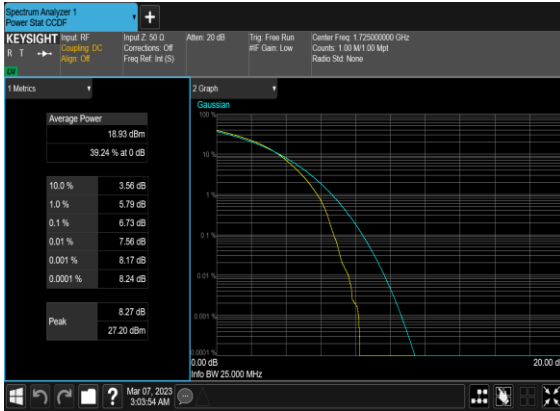 Spectrum Analyzer 1
Power Stat CCDF
+
KEYSIGHT
R T
Input: RF
Coupling: DC
Align: Off
Input Z: 50 Ω
Corrections: Off
Freq Ref: Int (S)
Atten: 20 dB
Trig: Free Run
#IF Gain: Low
Center Freq: 1.725000000 GHz
Counts: 1.00 M/1.00 Mpt
Radio Std: None
1 Metrics
2 Graph
Average Power
18.93 dBm
39.24 % at 0 dB
10.0 % 3.56 dB
1.0 % 5.79 dB
0.1 % 6.73 dB
0.01 % 7.56 dB
0.001 % 8.17 dB
0.0001 % 8.24 dB
Peak 8.27 dB
27.20 dBm
Gaussian
100 %
10 %
1 %
0.1 %
0.01 %
0.001 %
0.0001 %
0.00 dB
20.00 d
Info BW 25.000 MHz
?
Mar 07, 2023
3:03:54 AM